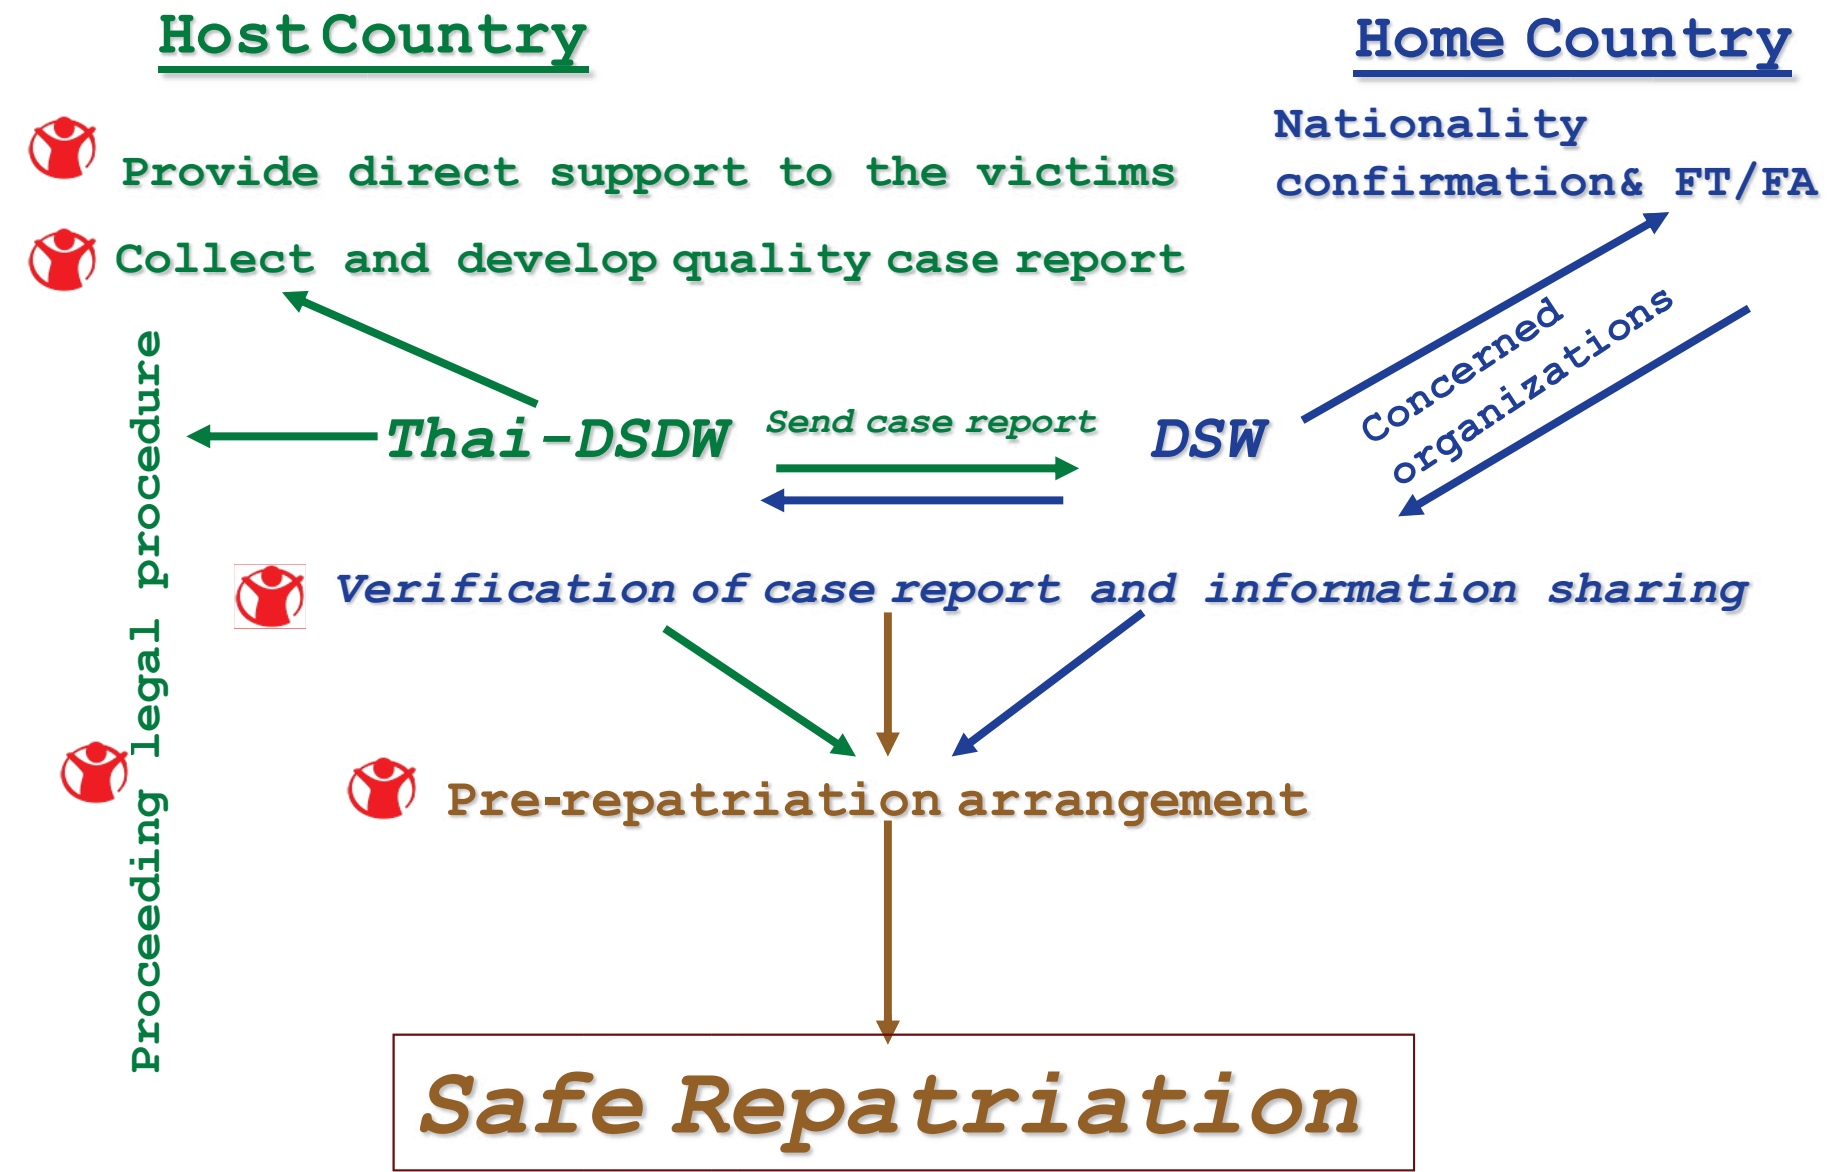 Host Country
Home Country
Nationality
confirmation& FT/FA
Provide direct support to the victims
Collect and develop quality case report
Concerned
organizations
Thai-DSDW
Send case report
DSW
Proceeding legal procedure
Verification of case report and information sharing
Pre-repatriation arrangement
Safe Repatriation